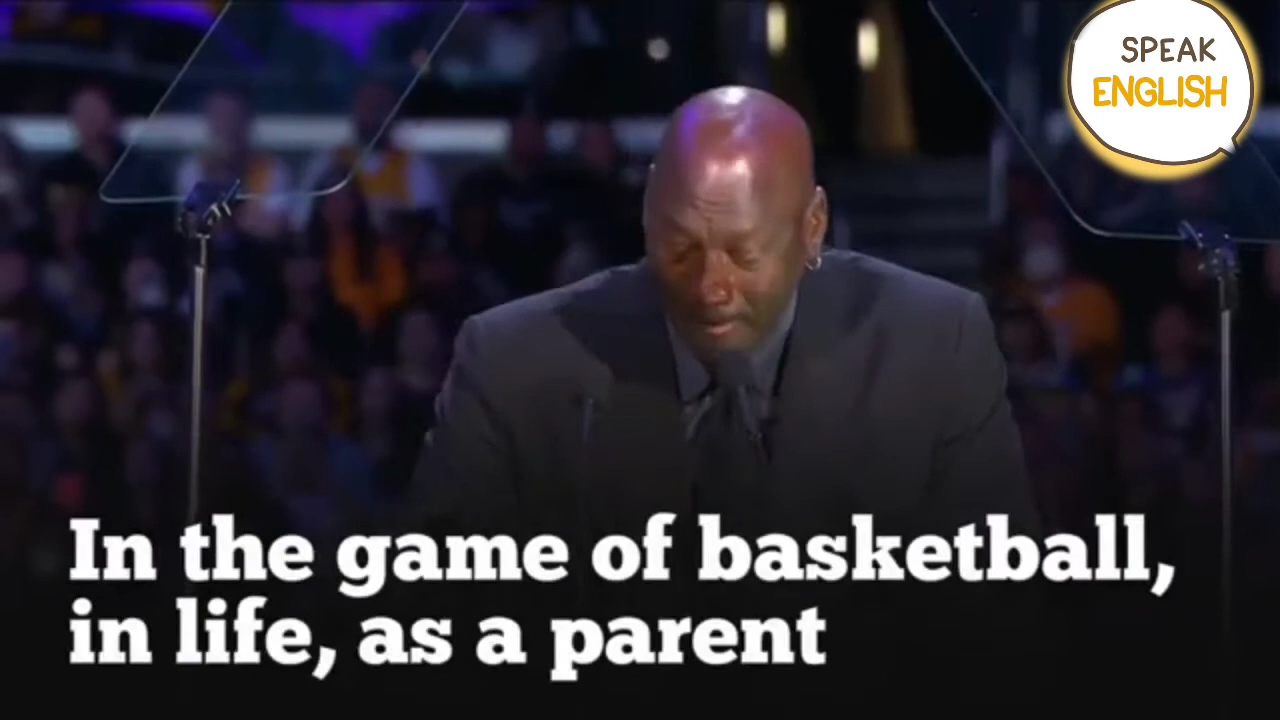 SPEAK
ENGLISH
In the game of basketball,
in life, as a parent